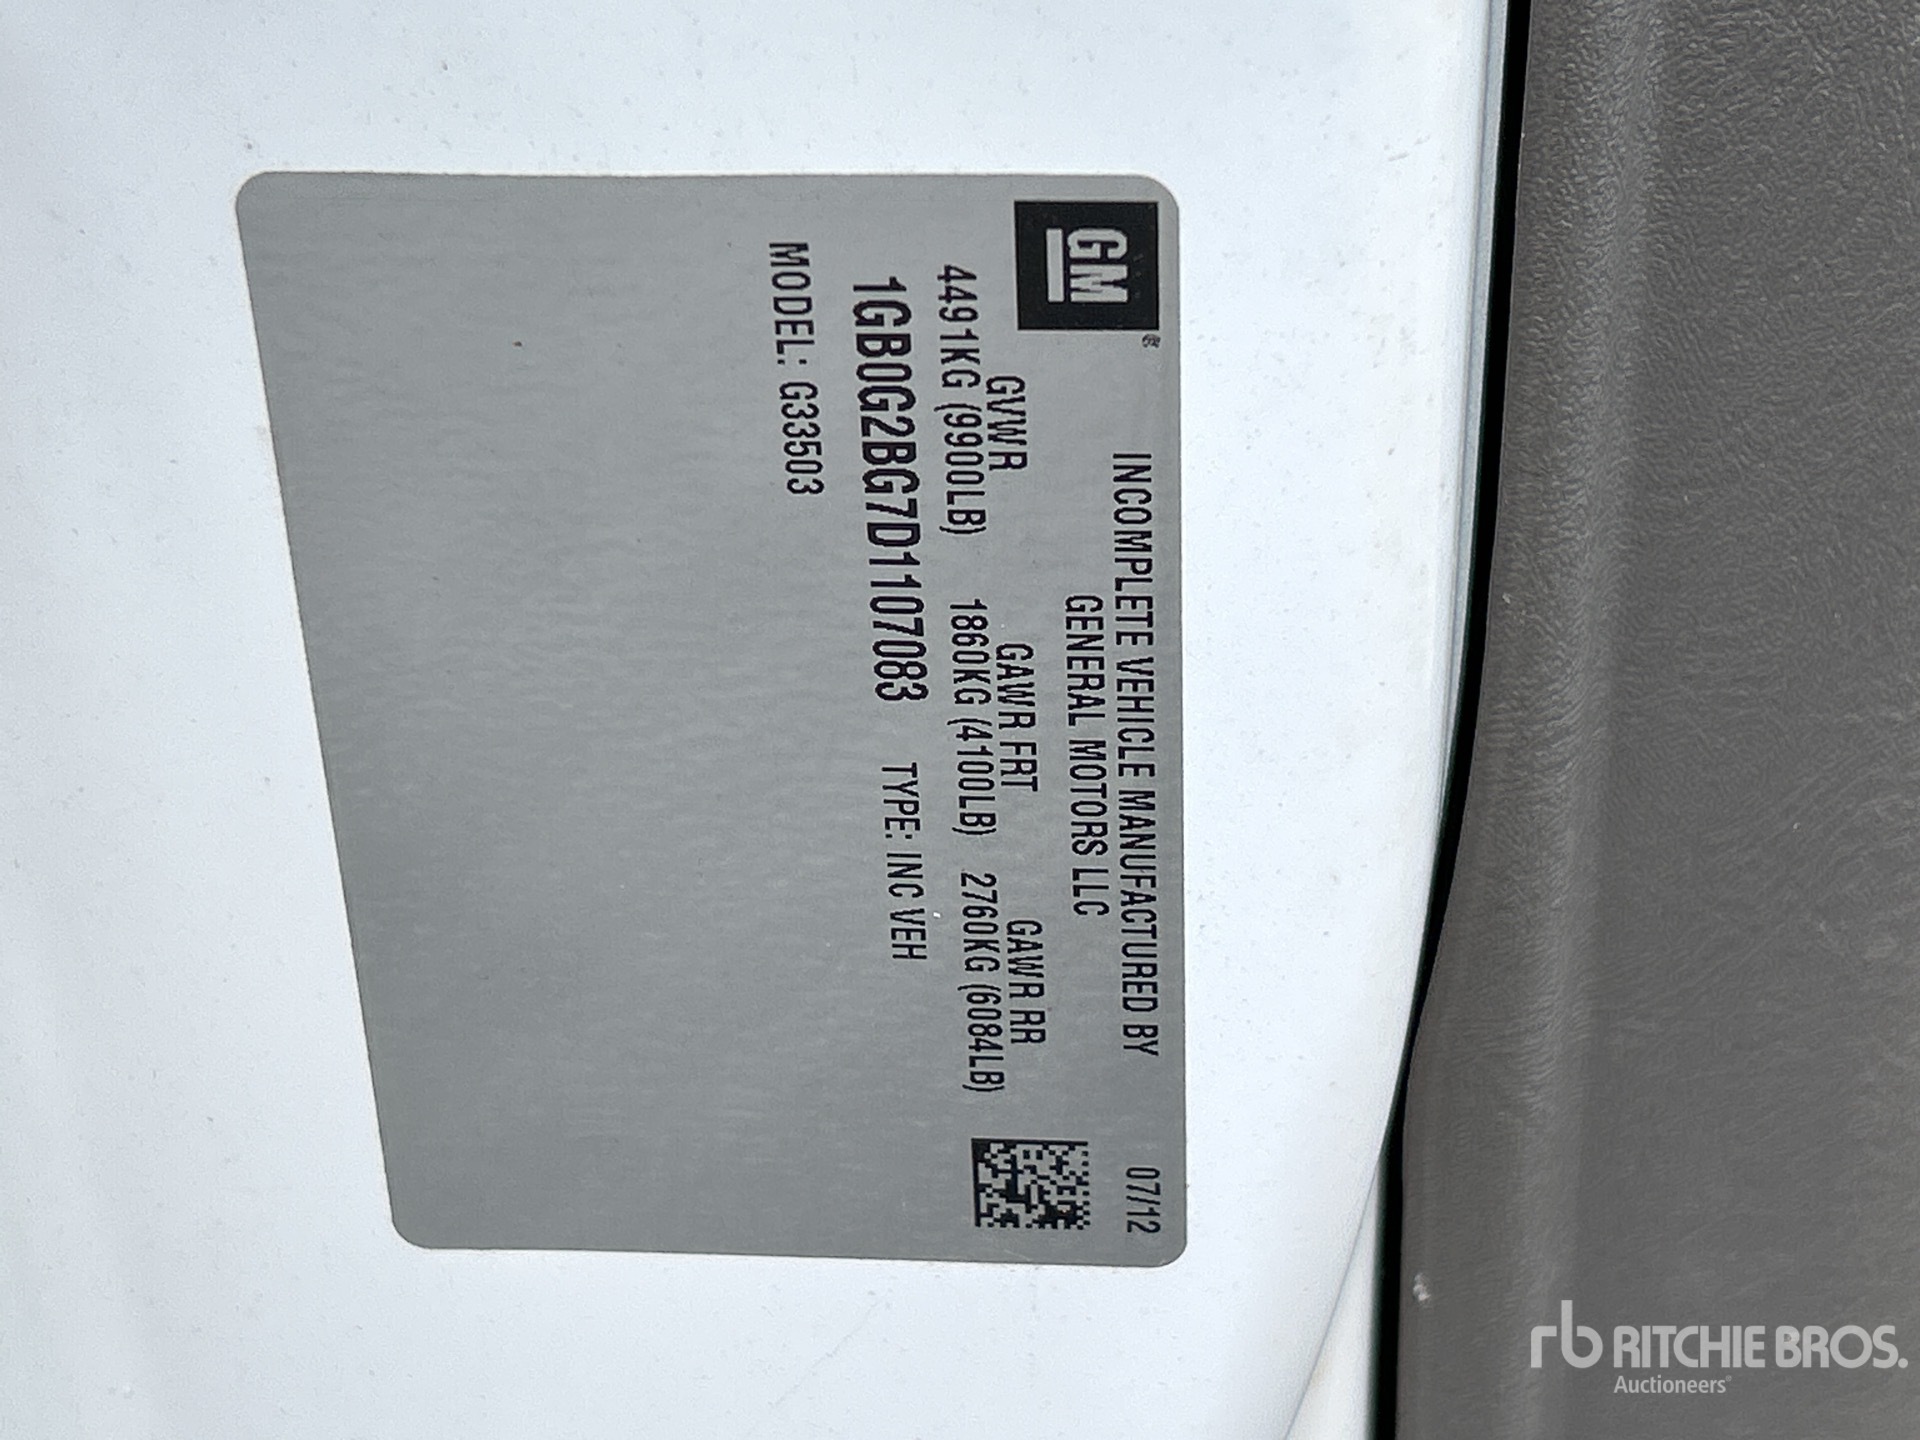 GM®
INCOMPLETE VEHICLE MANUFACTURED BY 07/12
GENERAL MOTORS LLC
GVWR GAWR FRT GAWR RR
4491KG (9900LB) 1860KG (4100LB) 2760KG (6084LB)
1GB0G2BG7D1107083 TYPE: INC VEH
MODEL: G33503
rb RITCHIE BROS.
Auctioneers